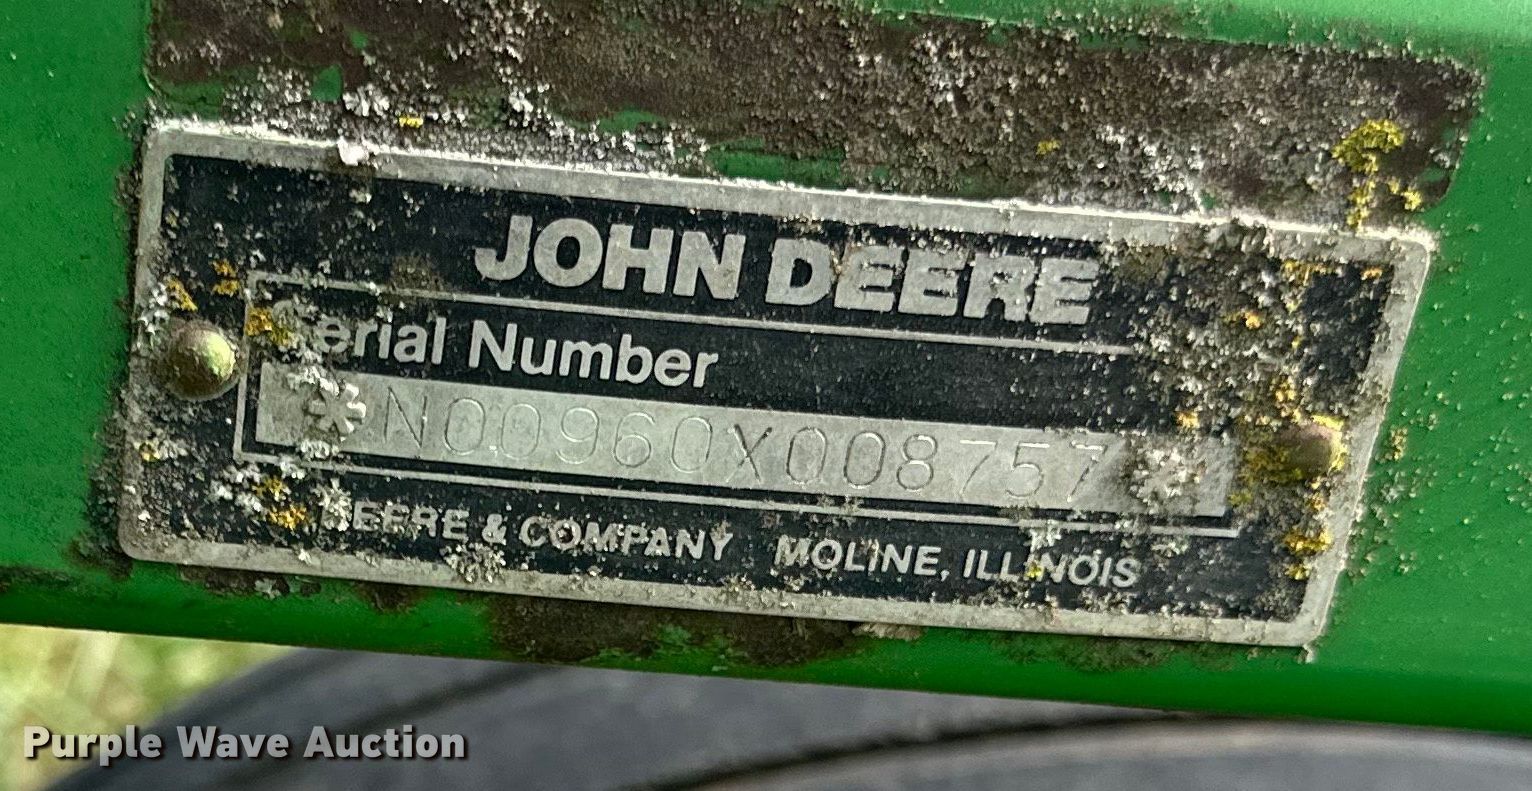 JOHN DEERE
Serial Number
*N00960X008757*
DEERE & COMPANY MOLINE, ILLINOIS
Purple Wave Auction